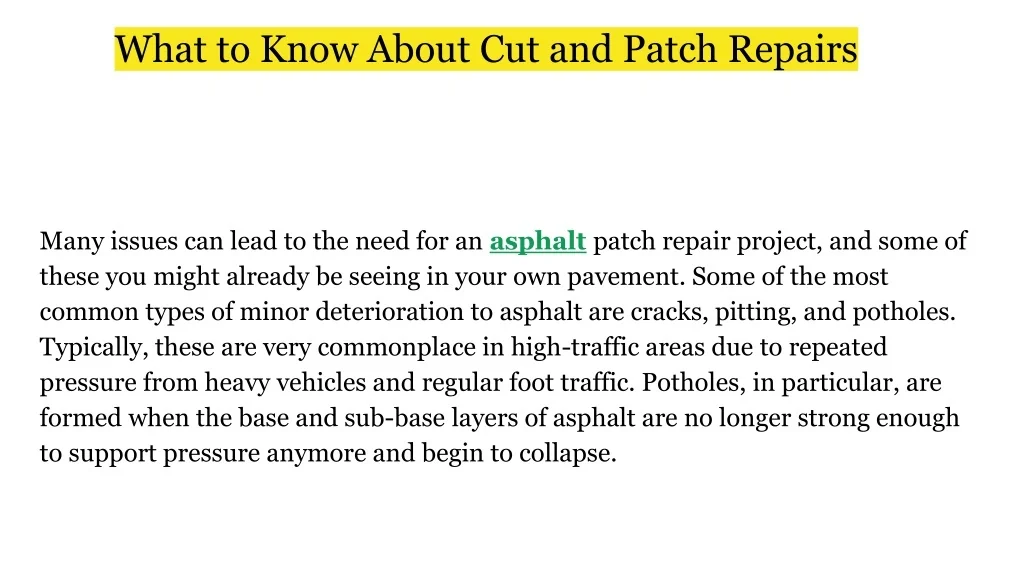 What to Know About Cut and Patch Repairs
Many issues can lead to the need for an asphalt patch repair project, and some of
these you might already be seeing in your own pavement. Some of the most
common types of minor deterioration to asphalt are cracks, pitting, and potholes.
Typically, these are very commonplace in high-traffic areas due to repeated
pressure from heavy vehicles and regular foot traffic. Potholes, in particular, are
formed when the base and sub-base layers of asphalt are no longer strong enough
to support pressure anymore and begin to collapse.